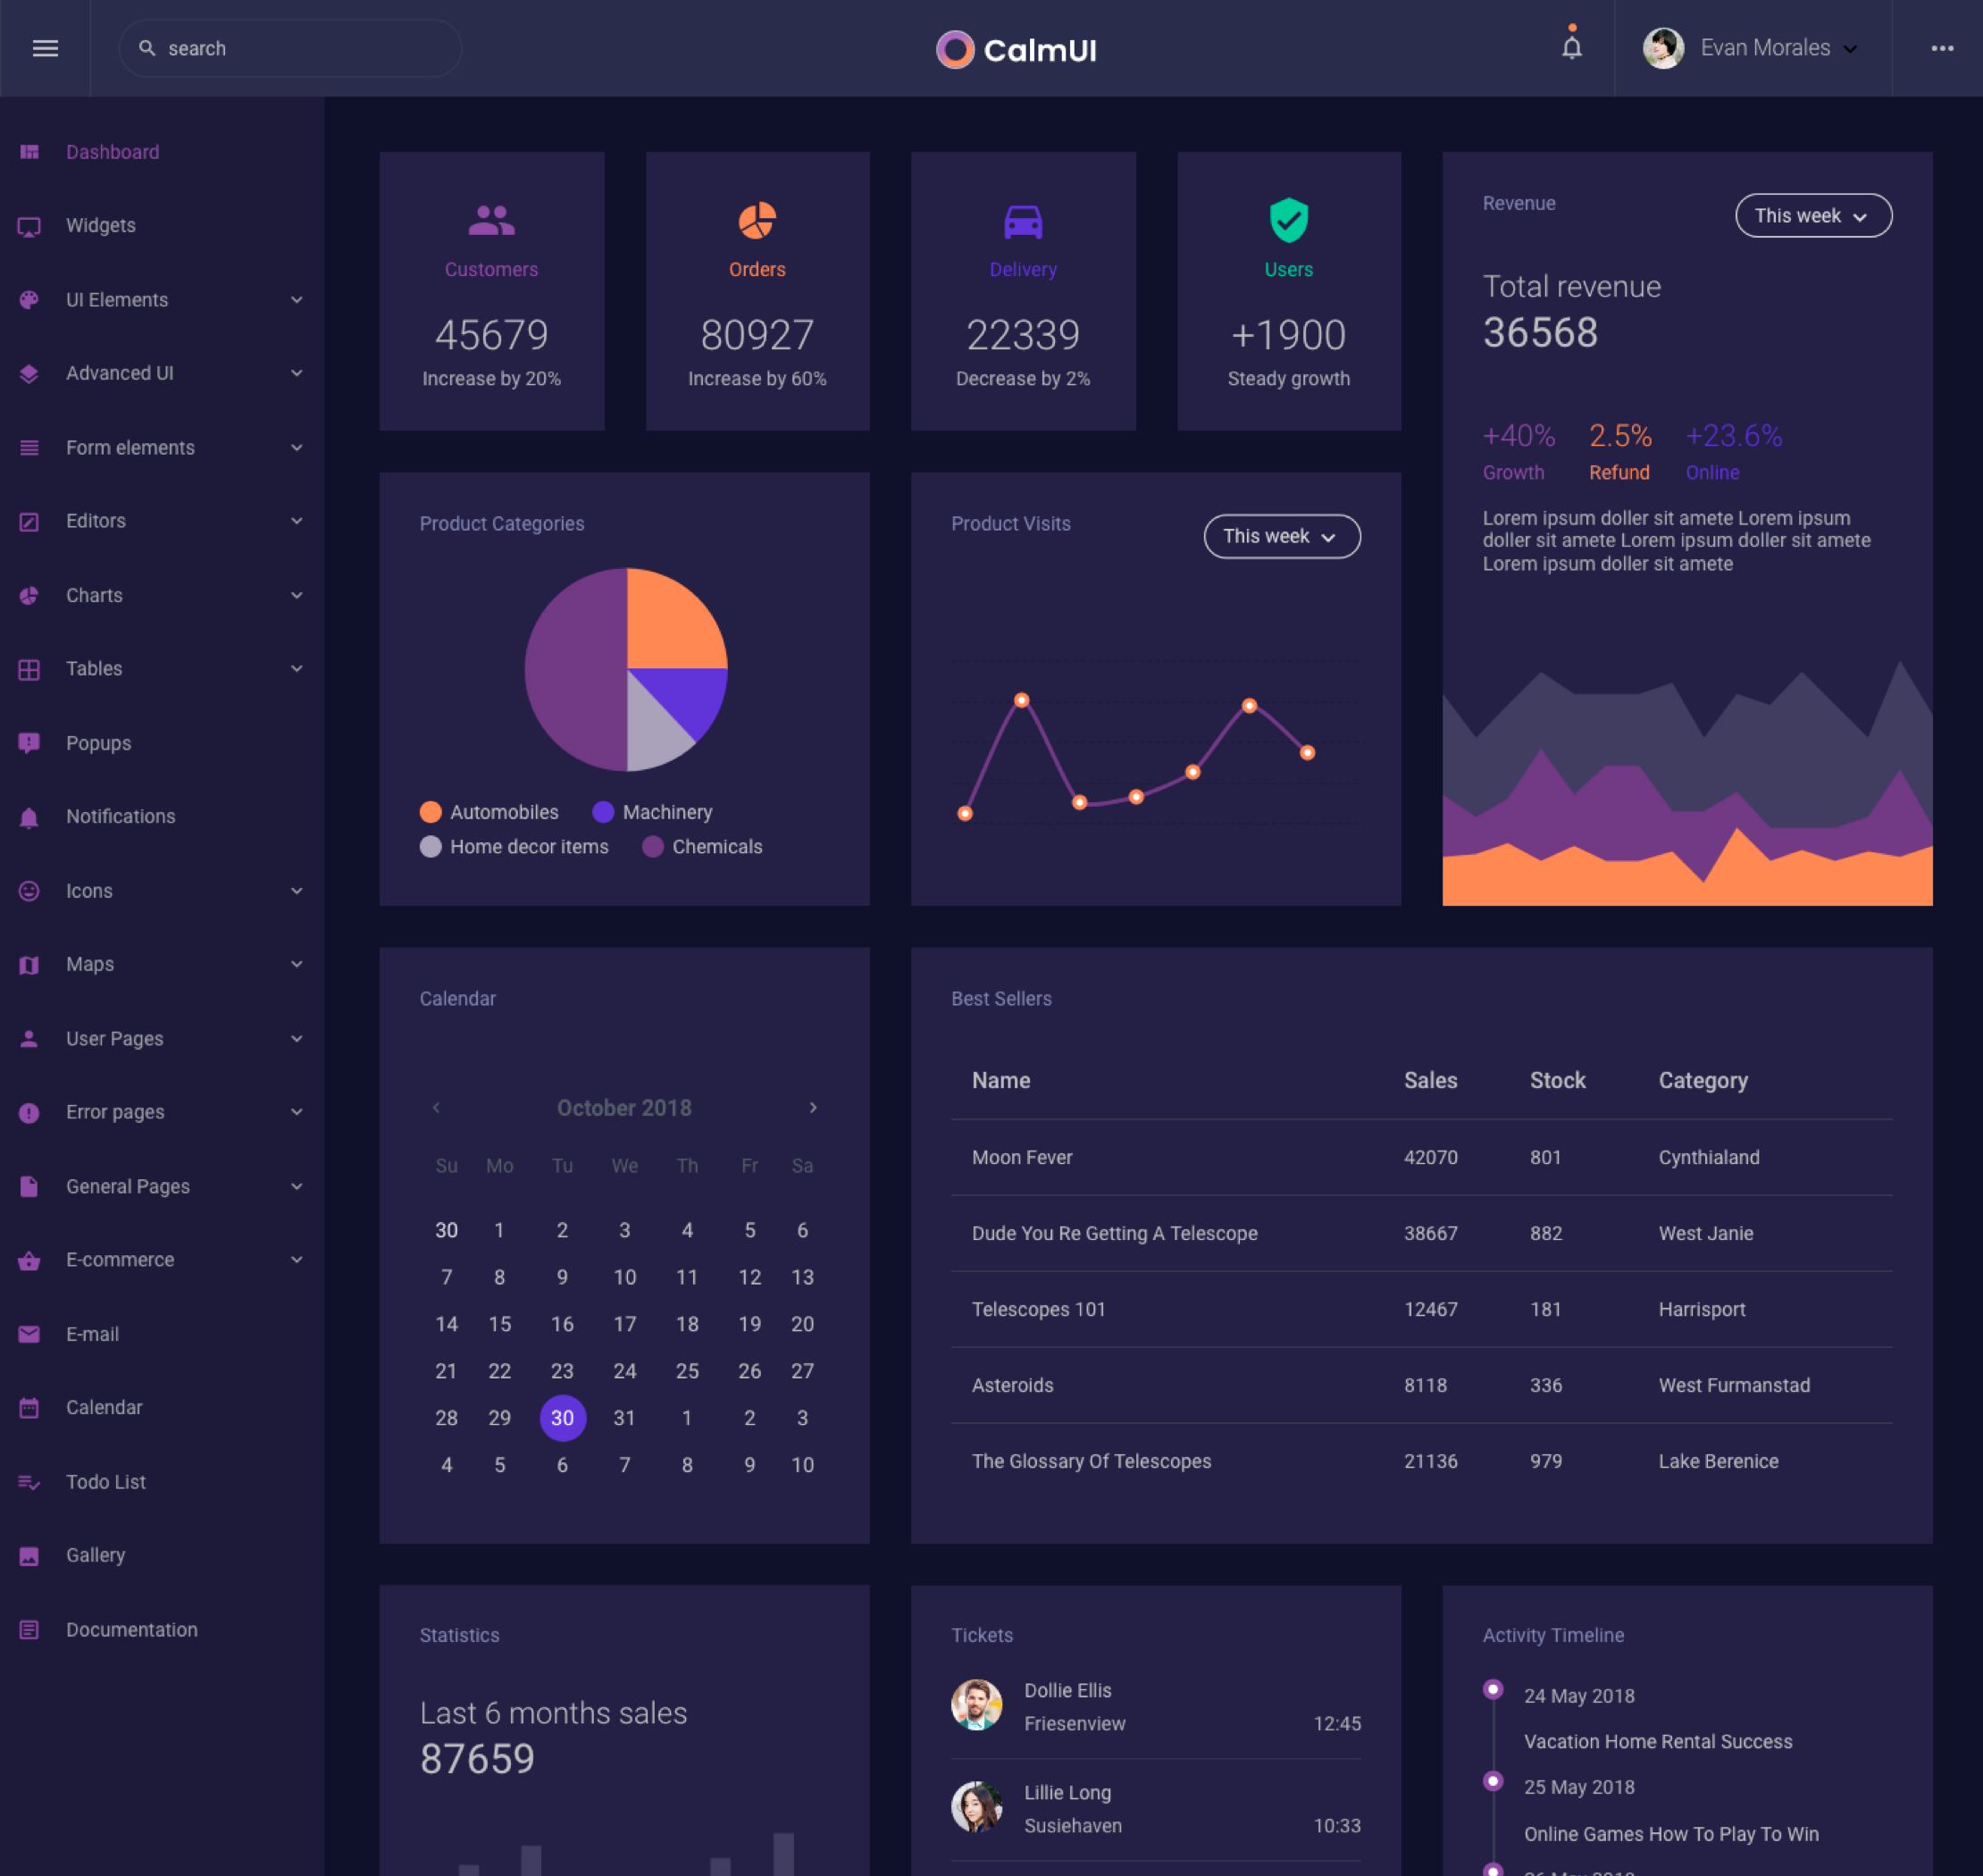 search
CalmUI
Evan Morales
Dashboard
Widgets
UI Elements
Advanced UI
Form elements
Editors
Charts
Tables
Popups
Notifications
Icons
Maps
User Pages
Error pages
General Pages
E-commerce
E-mail
Calendar
Todo List
Gallery
Documentation
Customers
45679
Increase by 20%
Orders
80927
Increase by 60%
Delivery
22339
Decrease by 2%
Users
+1900
Steady growth
Revenue
This week
Total revenue
36568
+40% 2.5% +23.6%
Growth Refund Online
Lorem ipsum doller sit amete Lorem ipsum
doller sit amete Lorem ipsum doller sit amete
Lorem ipsum doller sit amete
Product Categories
Automobiles Machinery
Home decor items Chemicals
Product Visits
This week
Calendar
October 2018
Su Mo Tu We Th Fr Sa
30 1 2 3 4 5 6
7 8 9 10 11 12 13
14 15 16 17 18 19 20
21 22 23 24 25 26 27
28 29 30 31 1 2 3
4 5 6 7 8 9 10
Best Sellers
Name Sales Stock Category
Moon Fever 42070 801 Cynthialand
Dude You Re Getting A Telescope 38667 882 West Janie
Telescopes 101 12467 181 Harrisport
Asteroids 8118 336 West Furmanstad
The Glossary Of Telescopes 21136 979 Lake Berenice
Statistics
Last 6 months sales
87659
Tickets
Dollie Ellis
Friesenview 12:45
Lillie Long
Susiehaven 10:33
Activity Timeline
24 May 2018
Vacation Home Rental Success
25 May 2018
Online Games How To Play To Win